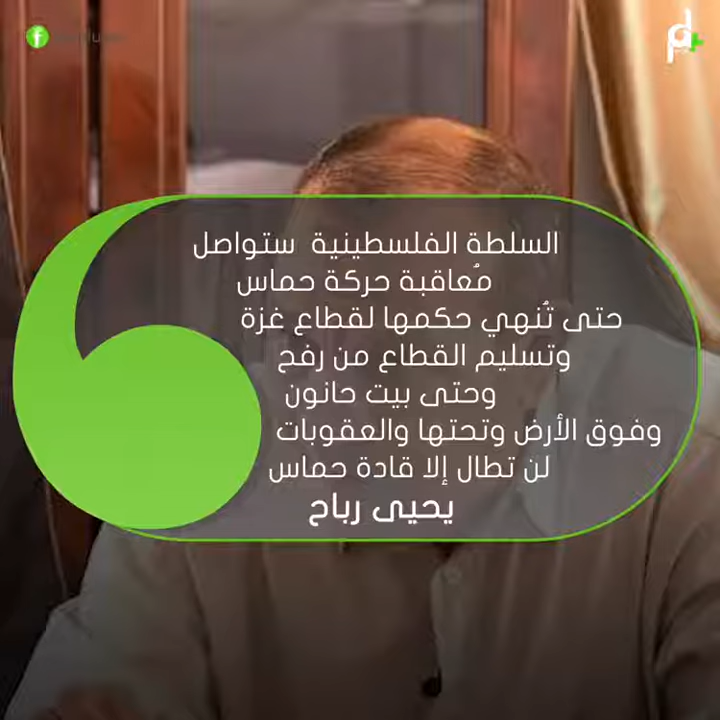 السلطة الفلسطينية ستواصل
مُعاقبة حركة حماس
حتى تُنهي حكمها لقطاع غزة
وتسليم القطاع من رفح
وحتى بيت حانون
وفوق الأرض وتحتها والعقوبات
لن تطال إلا قادة حماس
يحيى رباح